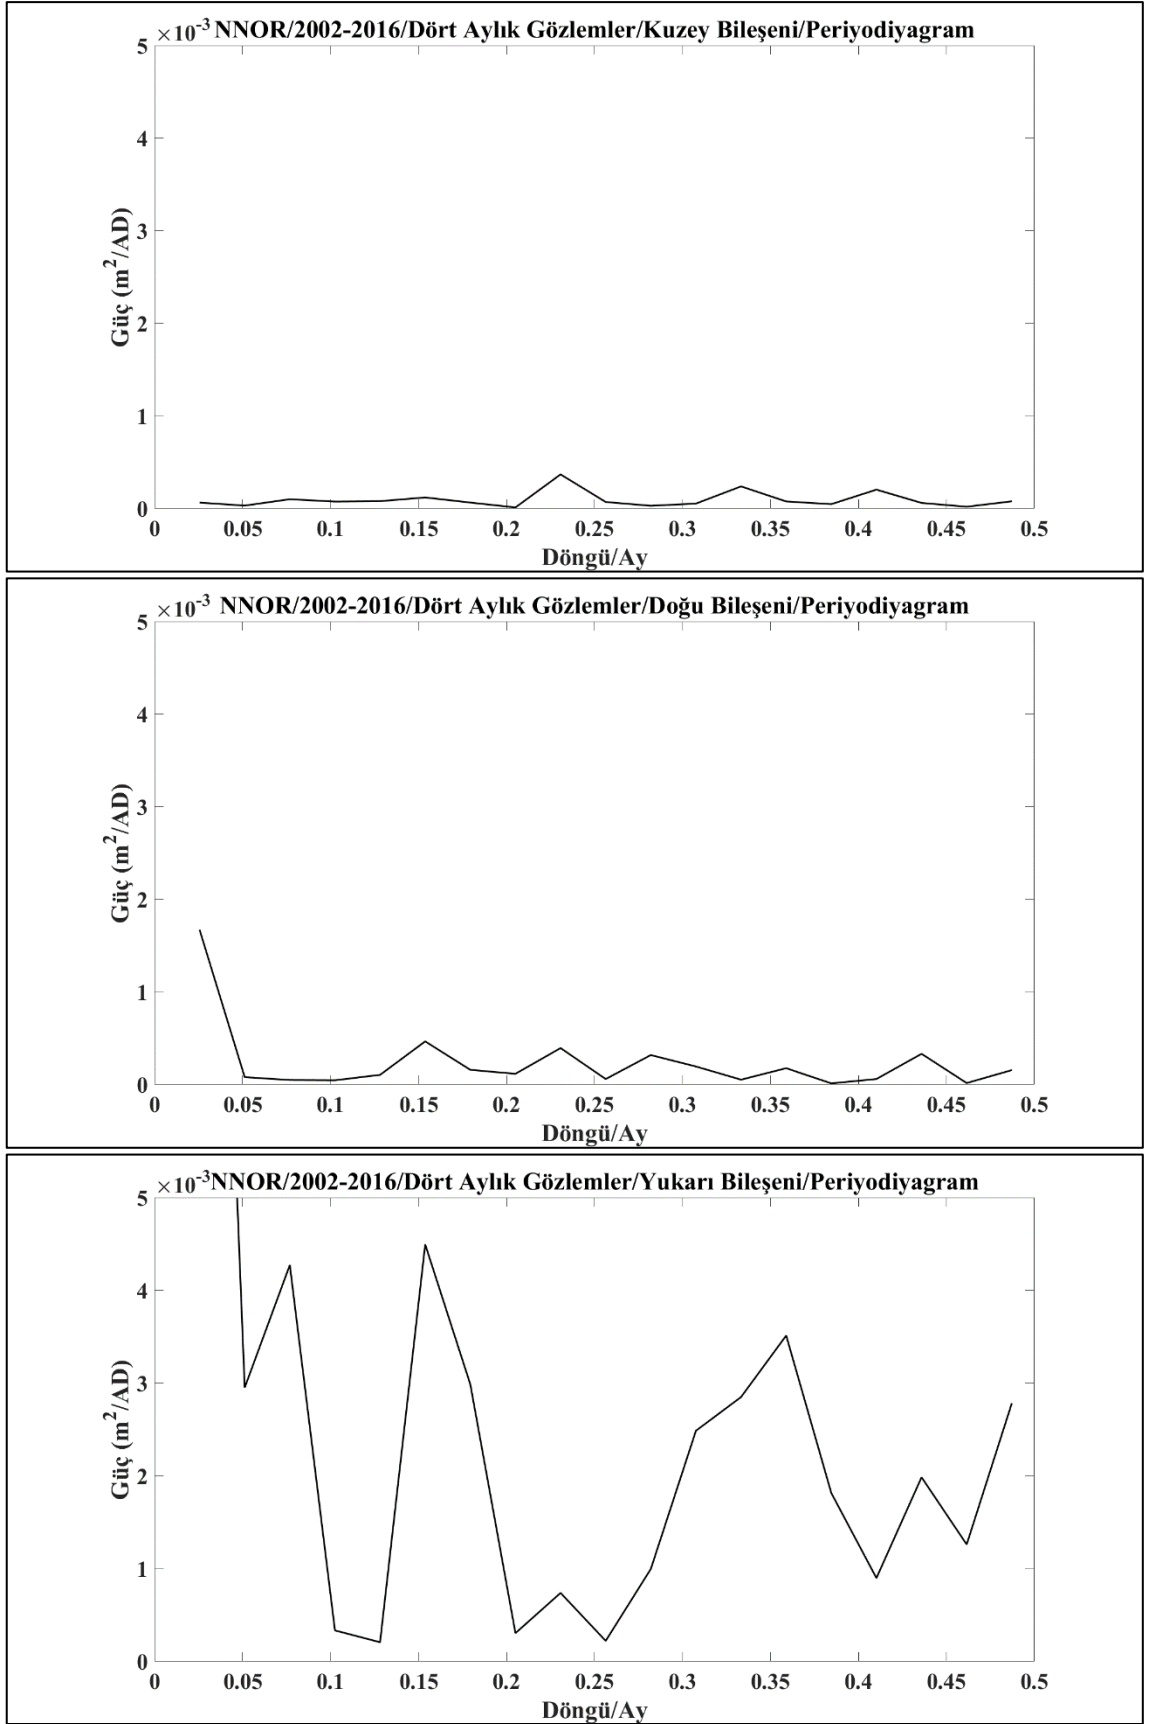 ×10⁻³ NNOR/2002-2016/Dört Aylık Gözlemler/Kuzey Bileşeni/Periyodiyagram
5
4
3
2
1
0
Güç (m²/AD)
0 0.05 0.1 0.15 0.2 0.25 0.3 0.35 0.4 0.45 0.5
Döngü/Ay
×10⁻³ NNOR/2002-2016/Dört Aylık Gözlemler/Doğu Bileşeni/Periyodiyagram
5
4
3
2
1
0
Güç (m²/AD)
0 0.05 0.1 0.15 0.2 0.25 0.3 0.35 0.4 0.45 0.5
Döngü/Ay
×10⁻³ NNOR/2002-2016/Dört Aylık Gözlemler/Yukarı Bileşeni/Periyodiyagram
5
4
3
2
1
0
Güç (m²/AD)
0 0.05 0.1 0.15 0.2 0.25 0.3 0.35 0.4 0.45 0.5
Döngü/Ay